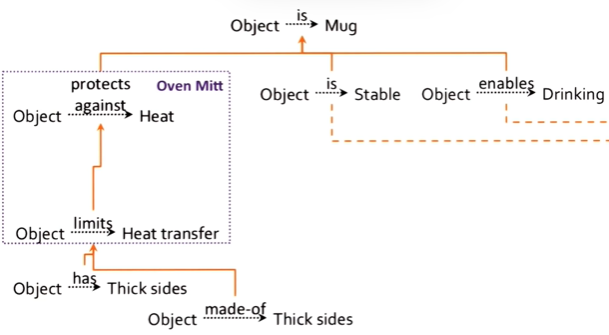 Object is Mug
protects against Oven Mitt
Object Heat
Object is Stable
Object enables Drinking
Object limits Heat transfer
Object has Thick sides
Object made-of Thick sides